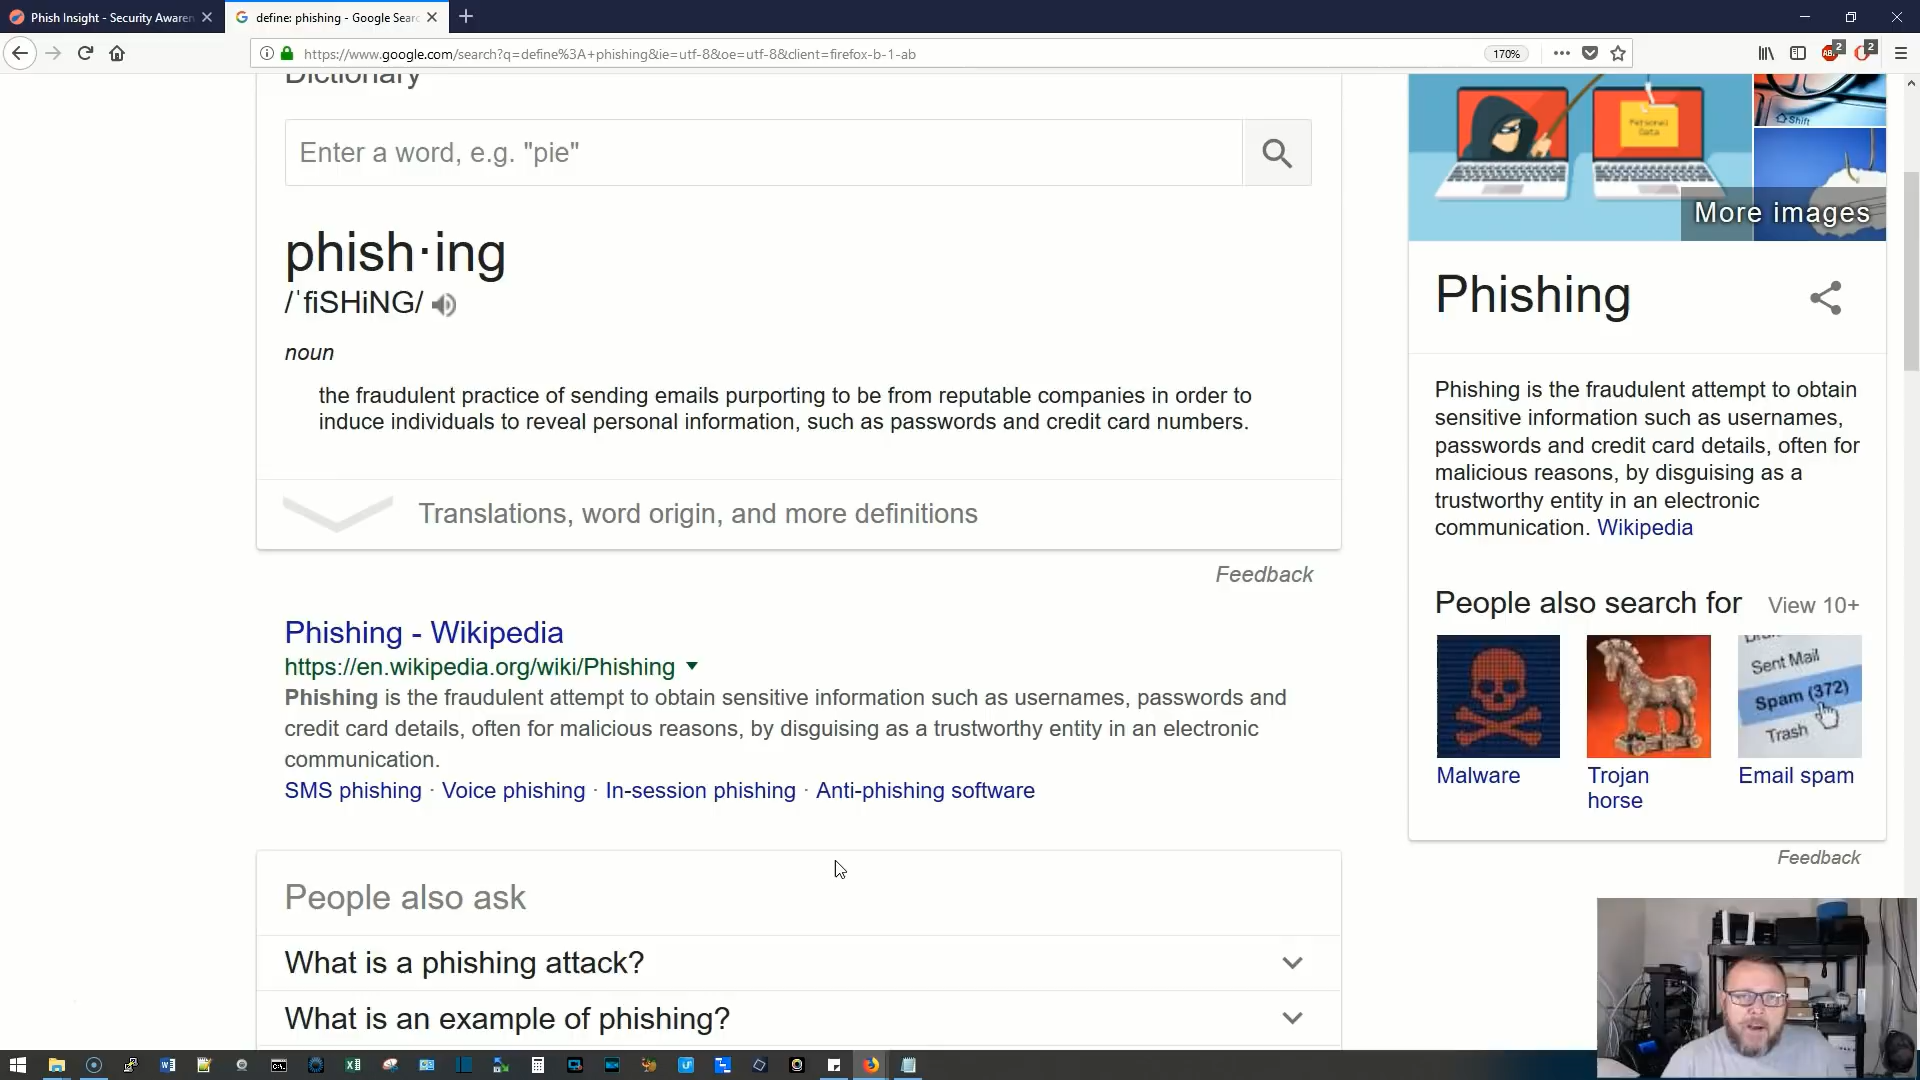 Phish Insight - Security Awaren
define: phishing - Google Searc
https://www.google.com/search?q=define%3A+phishing&ie=utf-8&oe=utf-8&client=firefox-b-1-ab
170%
2
2
Dictionary
Enter a word, e.g. "pie"
phish·ing
/ˈfiSHiNG/
noun
the fraudulent practice of sending emails purporting to be from reputable companies in order to
induce individuals to reveal personal information, such as passwords and credit card numbers.
Translations, word origin, and more definitions
Feedback
Phishing - Wikipedia
https://en.wikipedia.org/wiki/Phishing
Phishing is the fraudulent attempt to obtain sensitive information such as usernames, passwords and
credit card details, often for malicious reasons, by disguising as a trustworthy entity in an electronic
communication.
SMS phishing · Voice phishing · In-session phishing · Anti-phishing software
People also ask
What is a phishing attack?
What is an example of phishing?
Personal
Data
Shift
More images
Phishing
Phishing is the fraudulent attempt to obtain
sensitive information such as usernames,
passwords and credit card details, often for
malicious reasons, by disguising as a
trustworthy entity in an electronic
communication. Wikipedia
People also search for View 10+
Sent Mail
Spam (372)
Trash
Malware
Trojan
horse
Email spam
Feedback